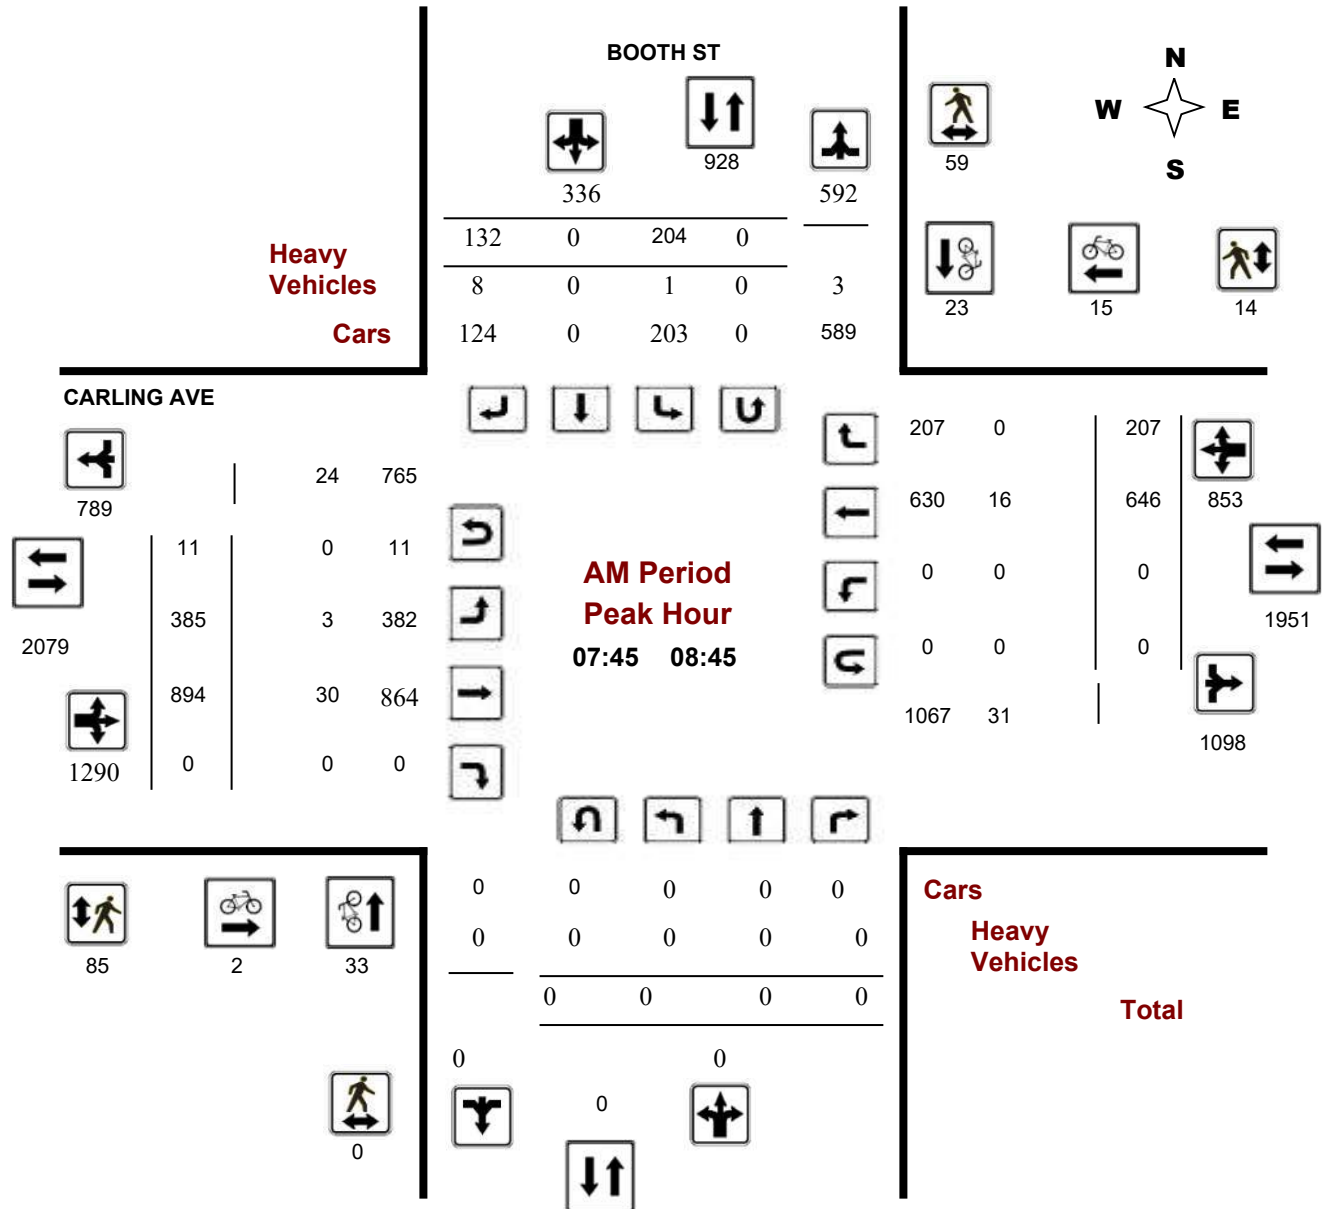 BOOTH ST
N
W E
S
928
59
336 592
132 0 204 0
Heavy
Vehicles
8 0 1 0 3
23 15 14
Cars
124 0 203 0 589
CARLING AVE
207 0 207
24 765
789
630 16 646 853
11 0 11
AM Period
0 0 0
385 3 382
Peak Hour
1951
2079
07:45 08:45
0 0 0
894 30 864
1067 31
1098
1290 0 0 0
0 0 0 0 0
Cars
0 0 0 0 0
Heavy
Vehicles
85 2 33
0 0 0 0
Total
0 0
0
0